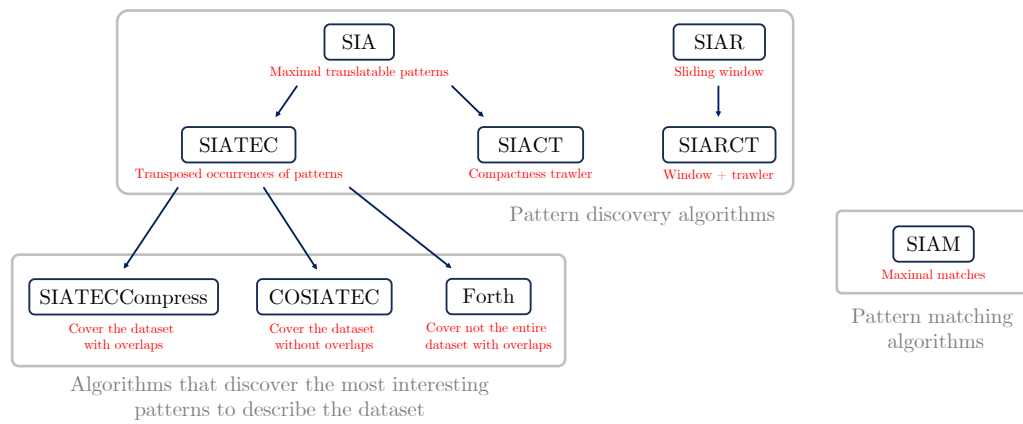 SIA
Maximal translatable patterns
SIAR
Sliding window
SIATEC
Transposed occurrences of patterns
SIACT
Compactness trawler
SIARCT
Window + trawler
Pattern discovery algorithms
SIAM
Maximal matches
Pattern matching
algorithms
SIATECCompress
Cover the dataset
with overlaps
COSIATEC
Cover the dataset
without overlaps
Forth
Cover not the entire
dataset with overlaps
Algorithms that discover the most interesting
patterns to describe the dataset